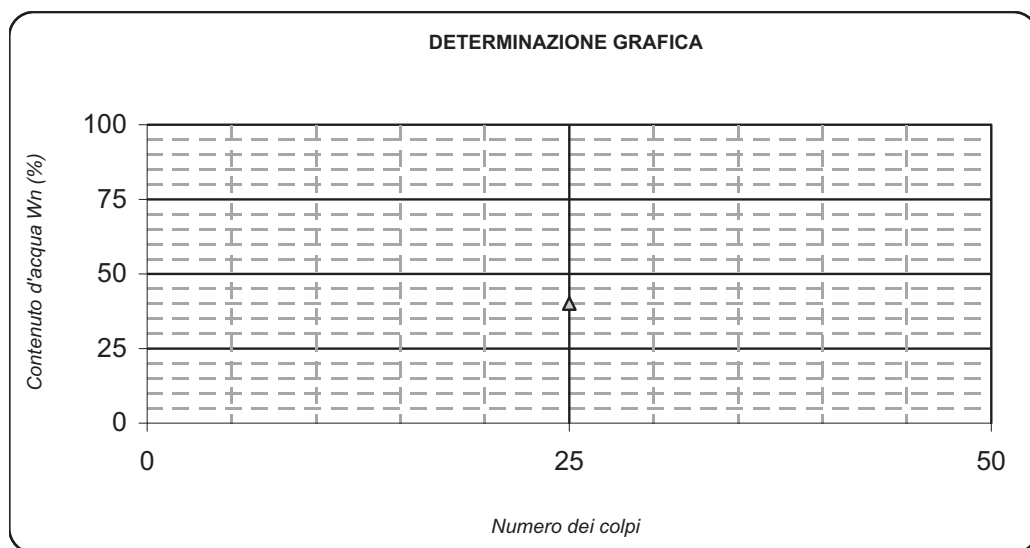 DETERMINAZIONE GRAFICA
Contenuto d'acqua Wn (%)
100
75
50
25
0
0 25 50
Numero dei colpi